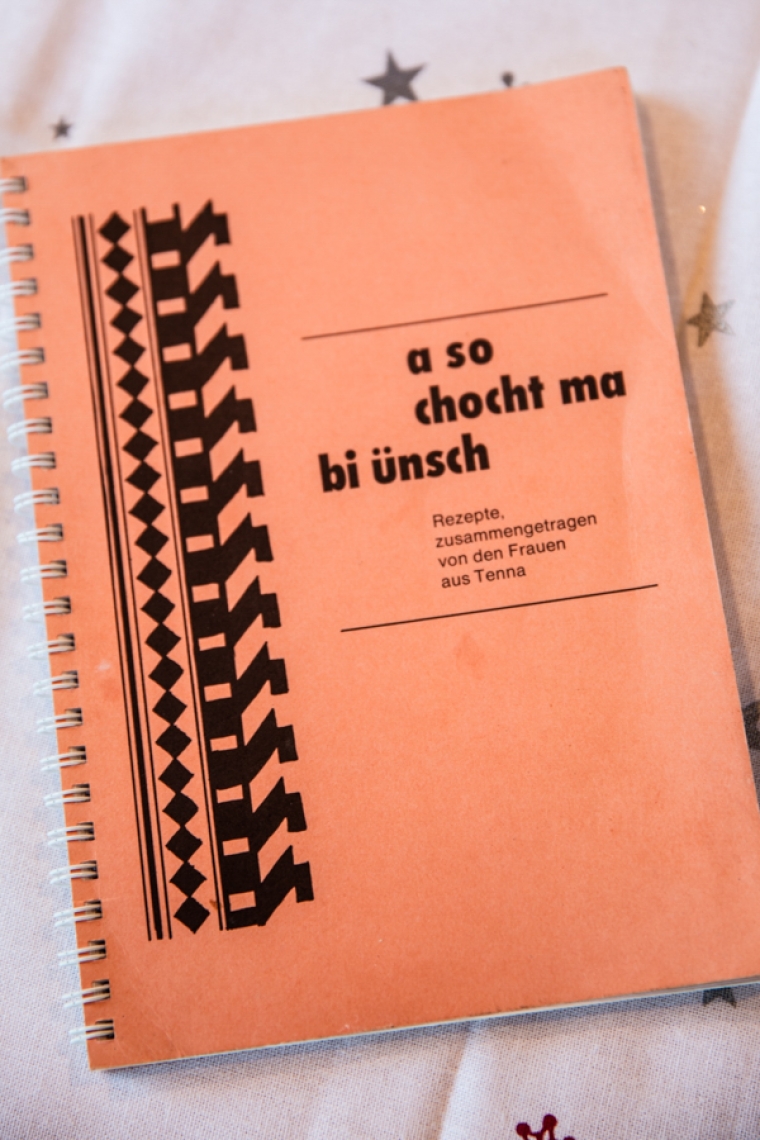 a so
chocht ma
bi ünsch
Rezepte,
zusammengetragen
von den Frauen
aus Tenna